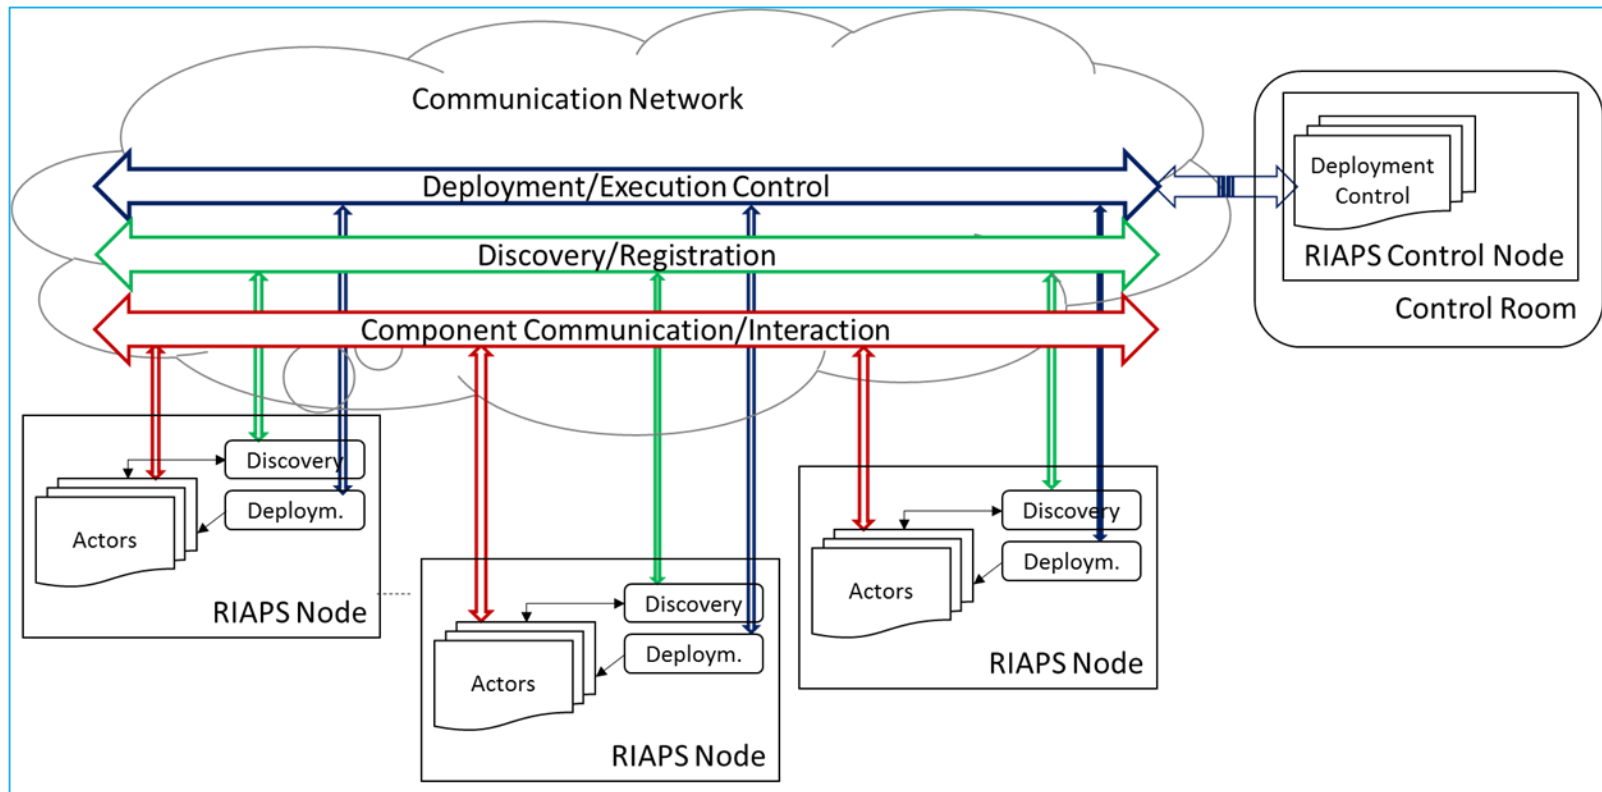 Communication Network
Deployment/Execution Control
Discovery/Registration
Component Communication/Interaction
Deployment
Control
RIAPS Control Node
Control Room
Discovery
Deploym.
Actors
RIAPS Node
Discovery
Deploym.
Actors
RIAPS Node
Discovery
Deploym.
Actors
RIAPS Node